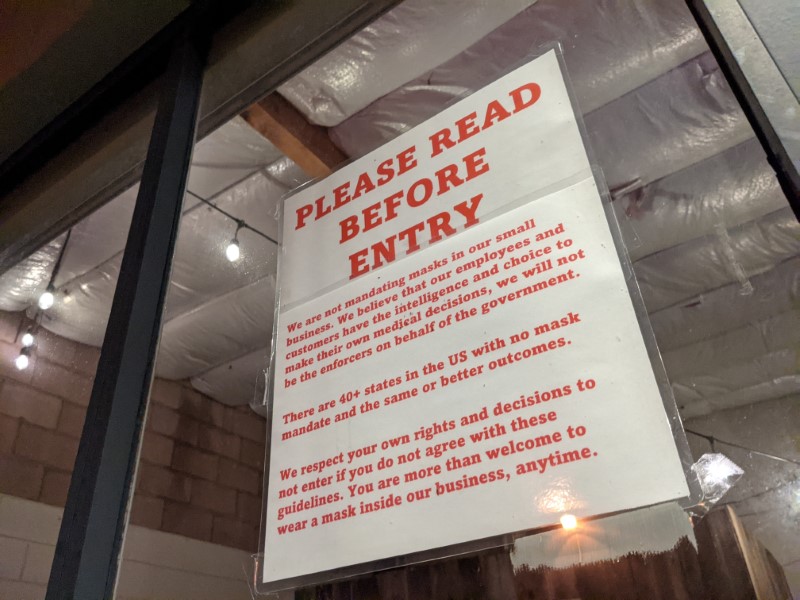 PLEASE READ
BEFORE
ENTRY
We are not mandating masks in our small
business. We believe that our employees and
customers have the intelligence and choice to
make their own medical decisions, we will not
be the enforcers on behalf of the government.
There are 40+ states in the US with no mask
mandate and the same or better outcomes.
We respect your own rights and decisions to
not enter if you do not agree with these
guidelines. You are more than welcome to
wear a mask inside our business, anytime.